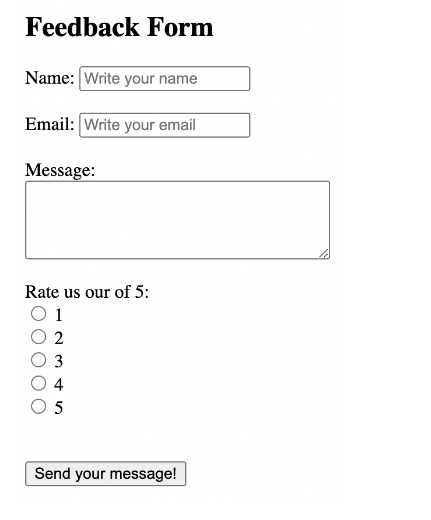 Feedback Form
Name: Write your name
Email: Write your email
Message:
Rate us our of 5:
1
2
3
4
5
Send your message!